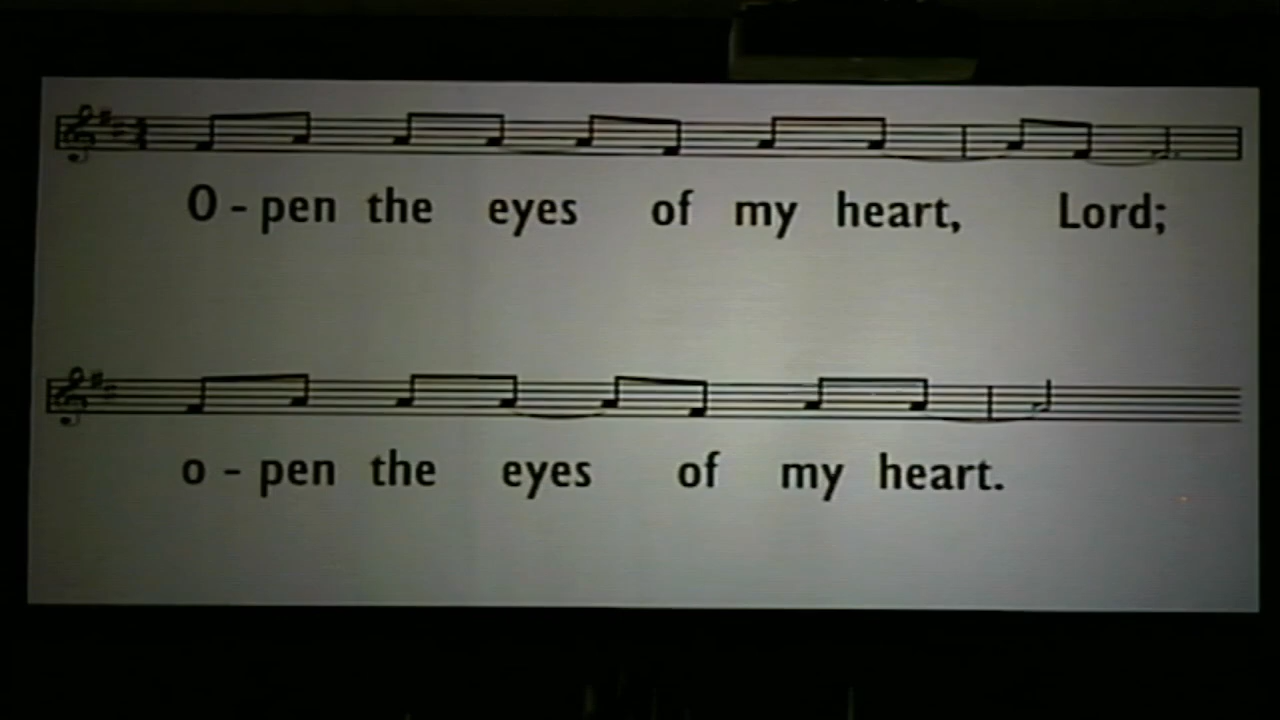 O - pen the eyes of my heart, Lord;
o - pen the eyes of my heart.